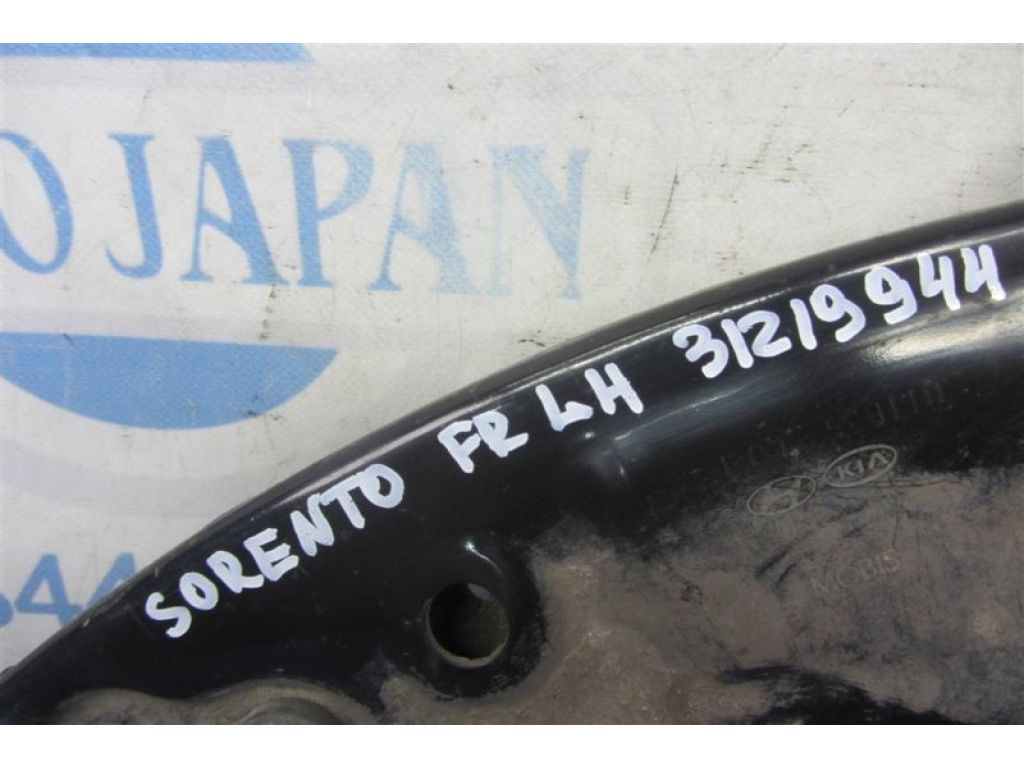 O JAPAN
SORENTO FR LH 31219944
KIA
MOBIS